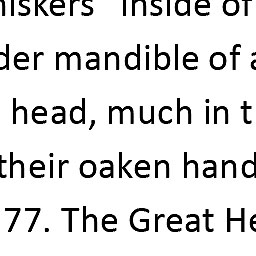 hiskers" inside of
der mandible of a
head, much in t
their oaken hand
77. The Great He